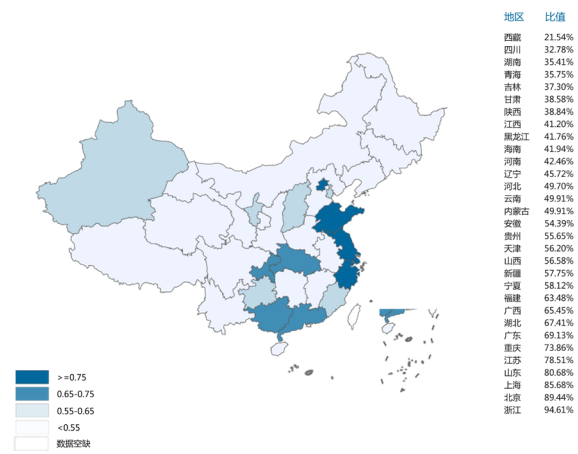 地区 比值
西藏 21.54%
四川 32.78%
湖南 35.41%
青海 35.75%
吉林 37.30%
甘肃 38.58%
陕西 38.84%
江西 41.20%
黑龙江 41.76%
海南 41.94%
河南 42.46%
辽宁 45.72%
河北 49.70%
云南 49.91%
内蒙古 49.91%
安徽 54.39%
贵州 55.65%
天津 56.20%
山西 56.58%
新疆 57.75%
宁夏 58.12%
福建 63.48%
广西 65.45%
湖北 67.41%
广东 69.13%
重庆 73.86%
江苏 78.51%
山东 80.68%
上海 85.68%
北京 89.44%
浙江 94.61%
>=0.75
0.65-0.75
0.55-0.65
<0.55
数据空缺